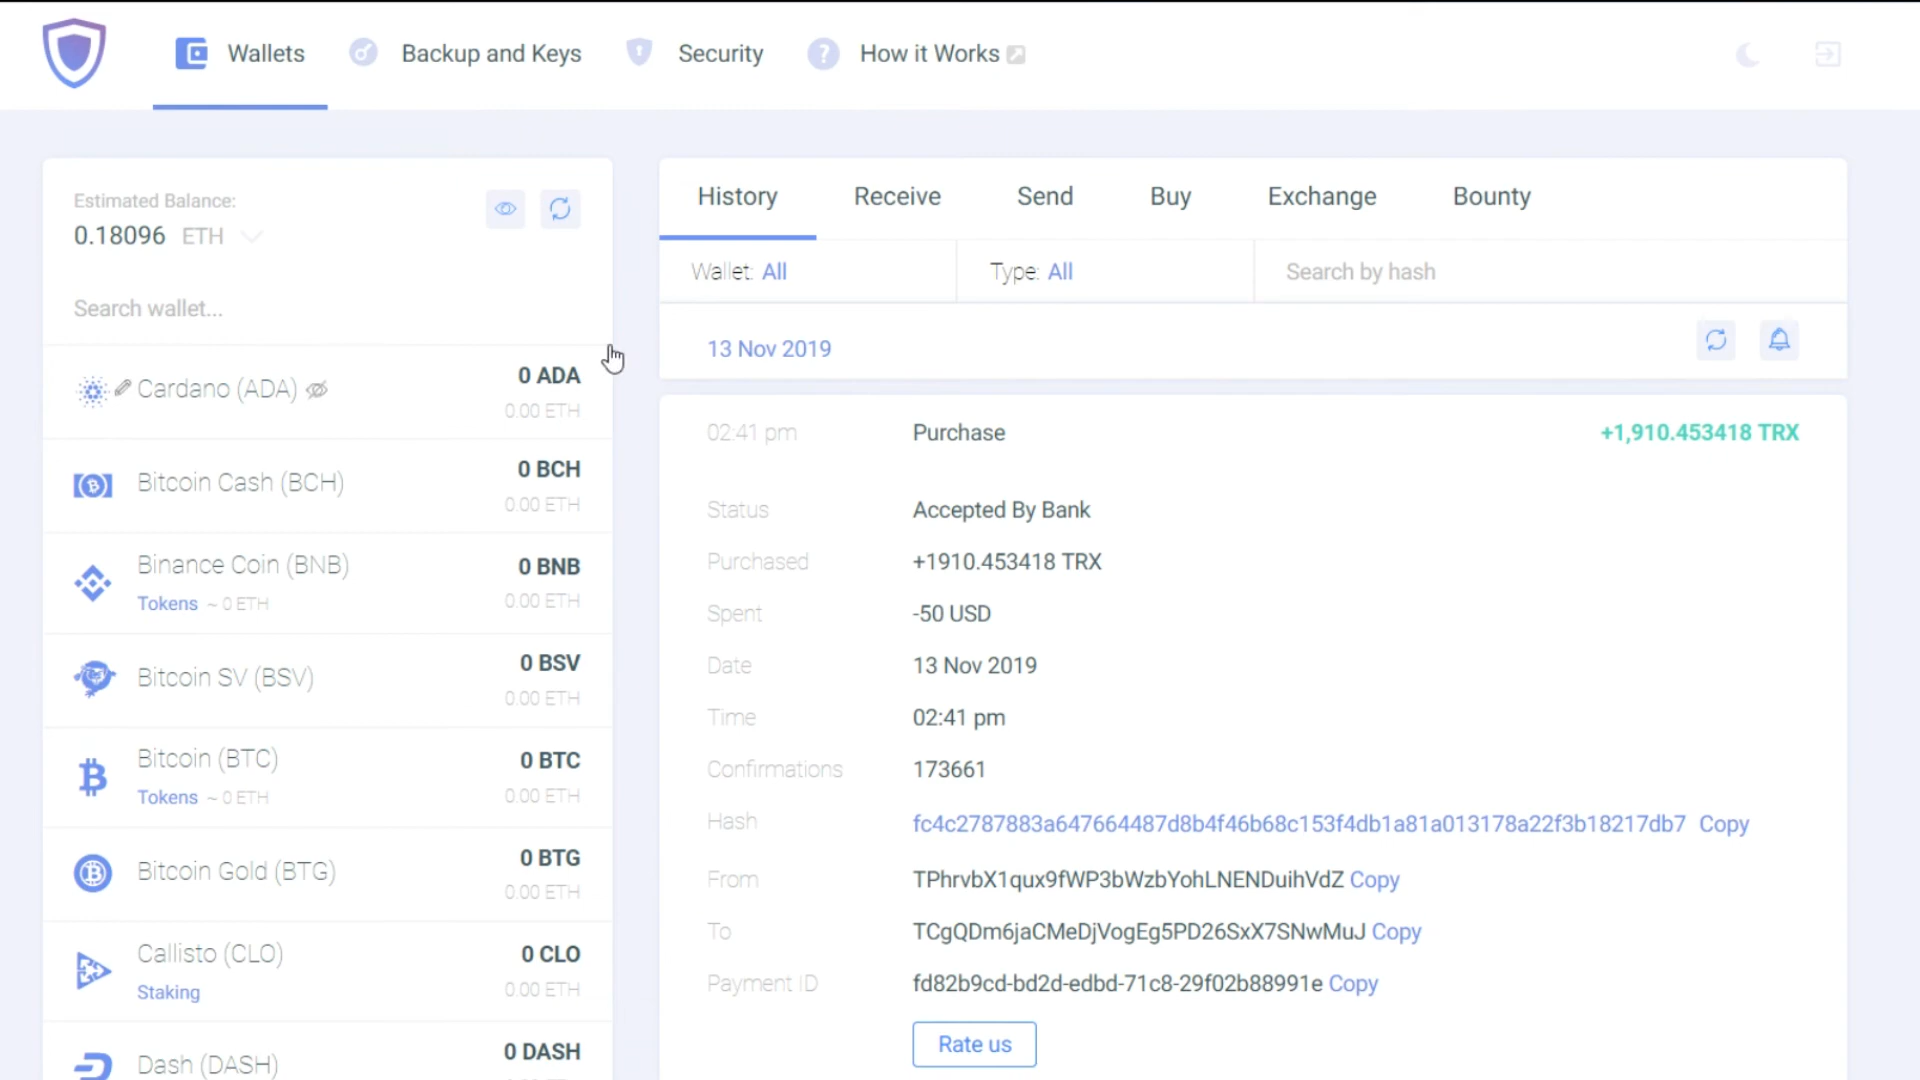 Wallets
Backup and Keys
Security
How it Works
Estimated Balance:
0.18096 ETH
Search wallet...
Cardano (ADA)
0 ADA
0.00 ETH
Bitcoin Cash (BCH)
0 BCH
0.00 ETH
Binance Coin (BNB)
Tokens ~ 0 ETH
0 BNB
0.00 ETH
Bitcoin SV (BSV)
0 BSV
0.00 ETH
Bitcoin (BTC)
Tokens ~ 0 ETH
0 BTC
0.00 ETH
Bitcoin Gold (BTG)
0 BTG
0.00 ETH
Callisto (CLO)
Staking
0 CLO
0.00 ETH
Dash (DASH)
0 DASH
History
Receive
Send
Buy
Exchange
Bounty
Wallet: All
Type: All
Search by hash
13 Nov 2019
02:41 pm
Purchase
+1,910.453418 TRX
Status
Accepted By Bank
Purchased
+1910.453418 TRX
Spent
-50 USD
Date
13 Nov 2019
Time
02:41 pm
Confirmations
173661
Hash
fc4c2787883a647664487d8b4f46b68c153f4db1a81a013178a22f3b18217db7 Copy
From
TPhrvbX1qux9fWP3bWzbYohLNENDuihVdZ Copy
To
TCgQDm6jaCMeDjVogEg5PD26SxX7SNwMuJ Copy
Payment ID
fd82b9cd-bd2d-edbd-71c8-29f02b88991e Copy
Rate us